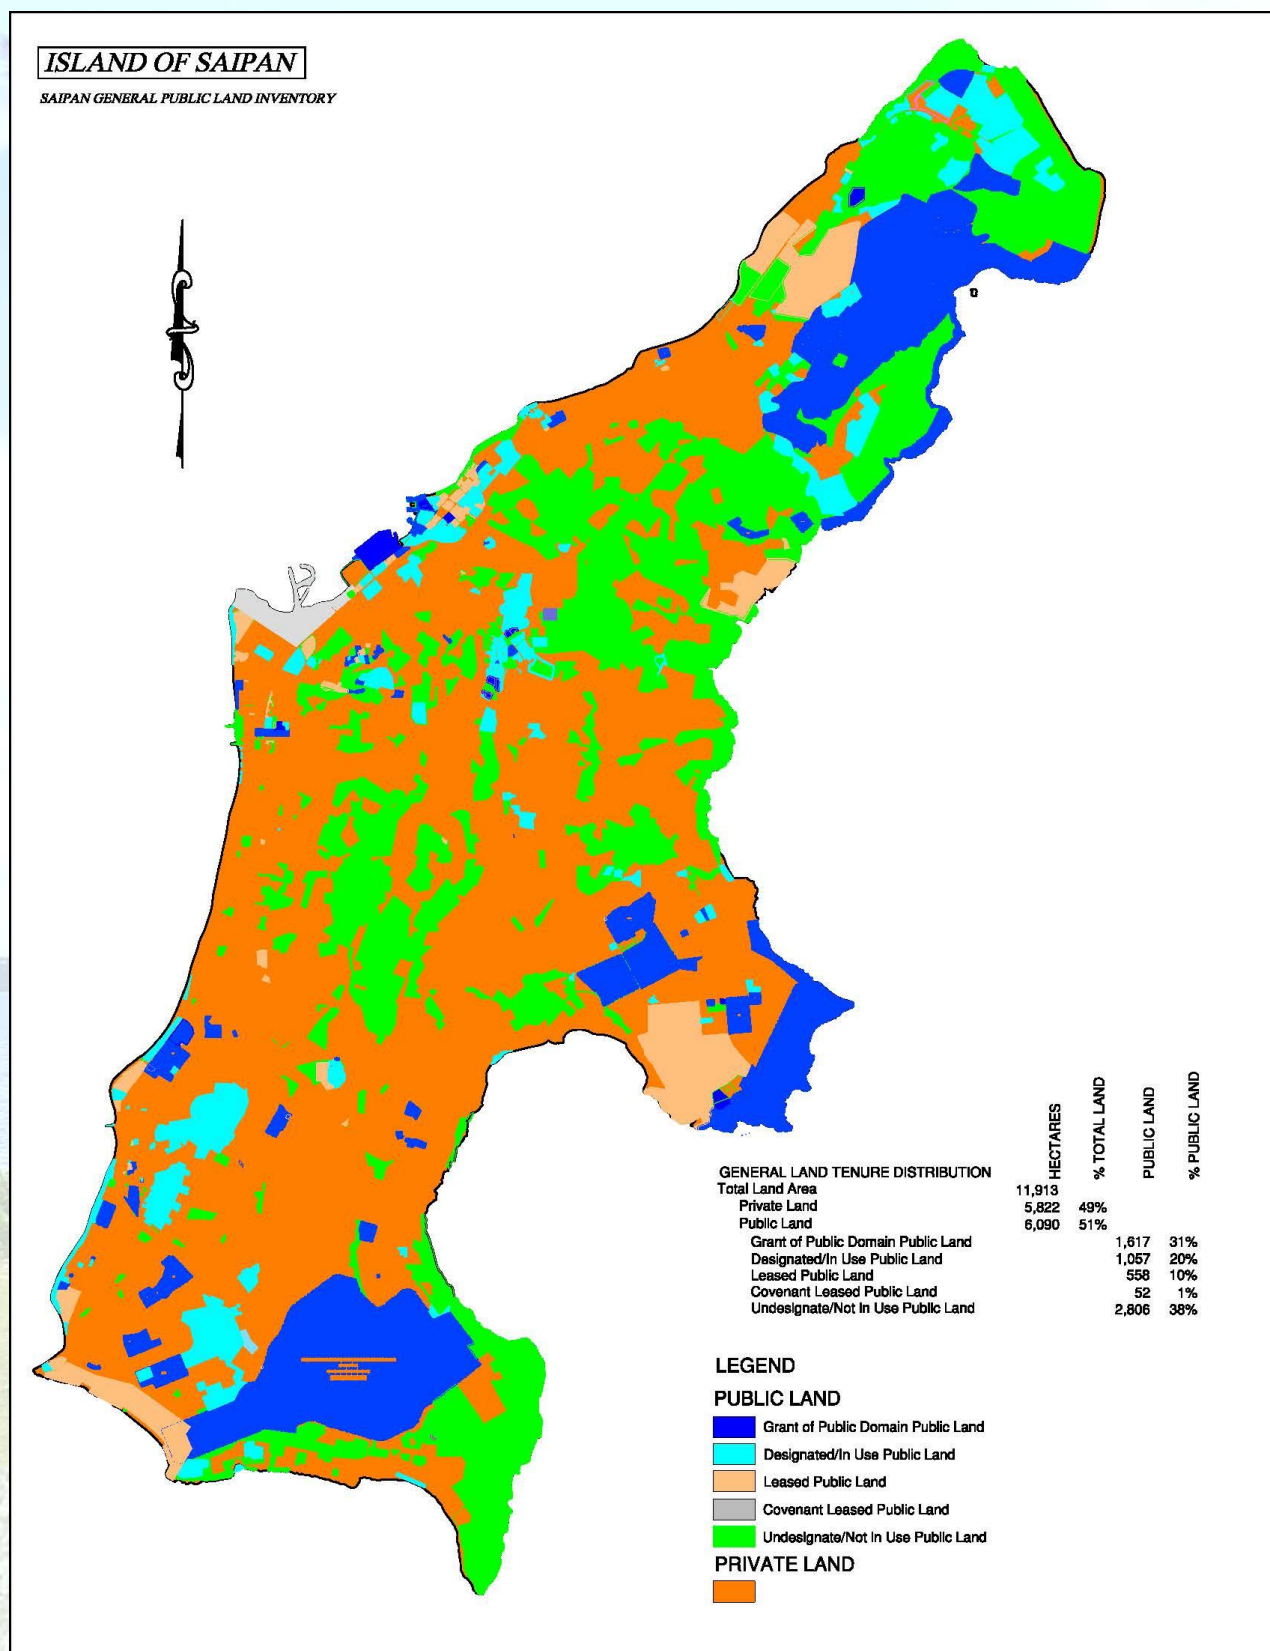 ISLAND OF SAIPAN
SAIPAN GENERAL PUBLIC LAND INVENTORY
HECTARES
% TOTAL LAND
PUBLIC LAND
% PUBLIC LAND
GENERAL LAND TENURE DISTRIBUTION
Total Land Area 11,913
Private Land 5,822 49%
Public Land 6,090 51%
Grant of Public Domain Public Land 1,617 31%
Designated/In Use Public Land 1,057 20%
Leased Public Land 558 10%
Covenant Leased Public Land 52 1%
Undesignate/Not In Use Public Land 2,806 38%
LEGEND
PUBLIC LAND
Grant of Public Domain Public Land
Designated/In Use Public Land
Leased Public Land
Covenant Leased Public Land
Undesignate/Not In Use Public Land
PRIVATE LAND